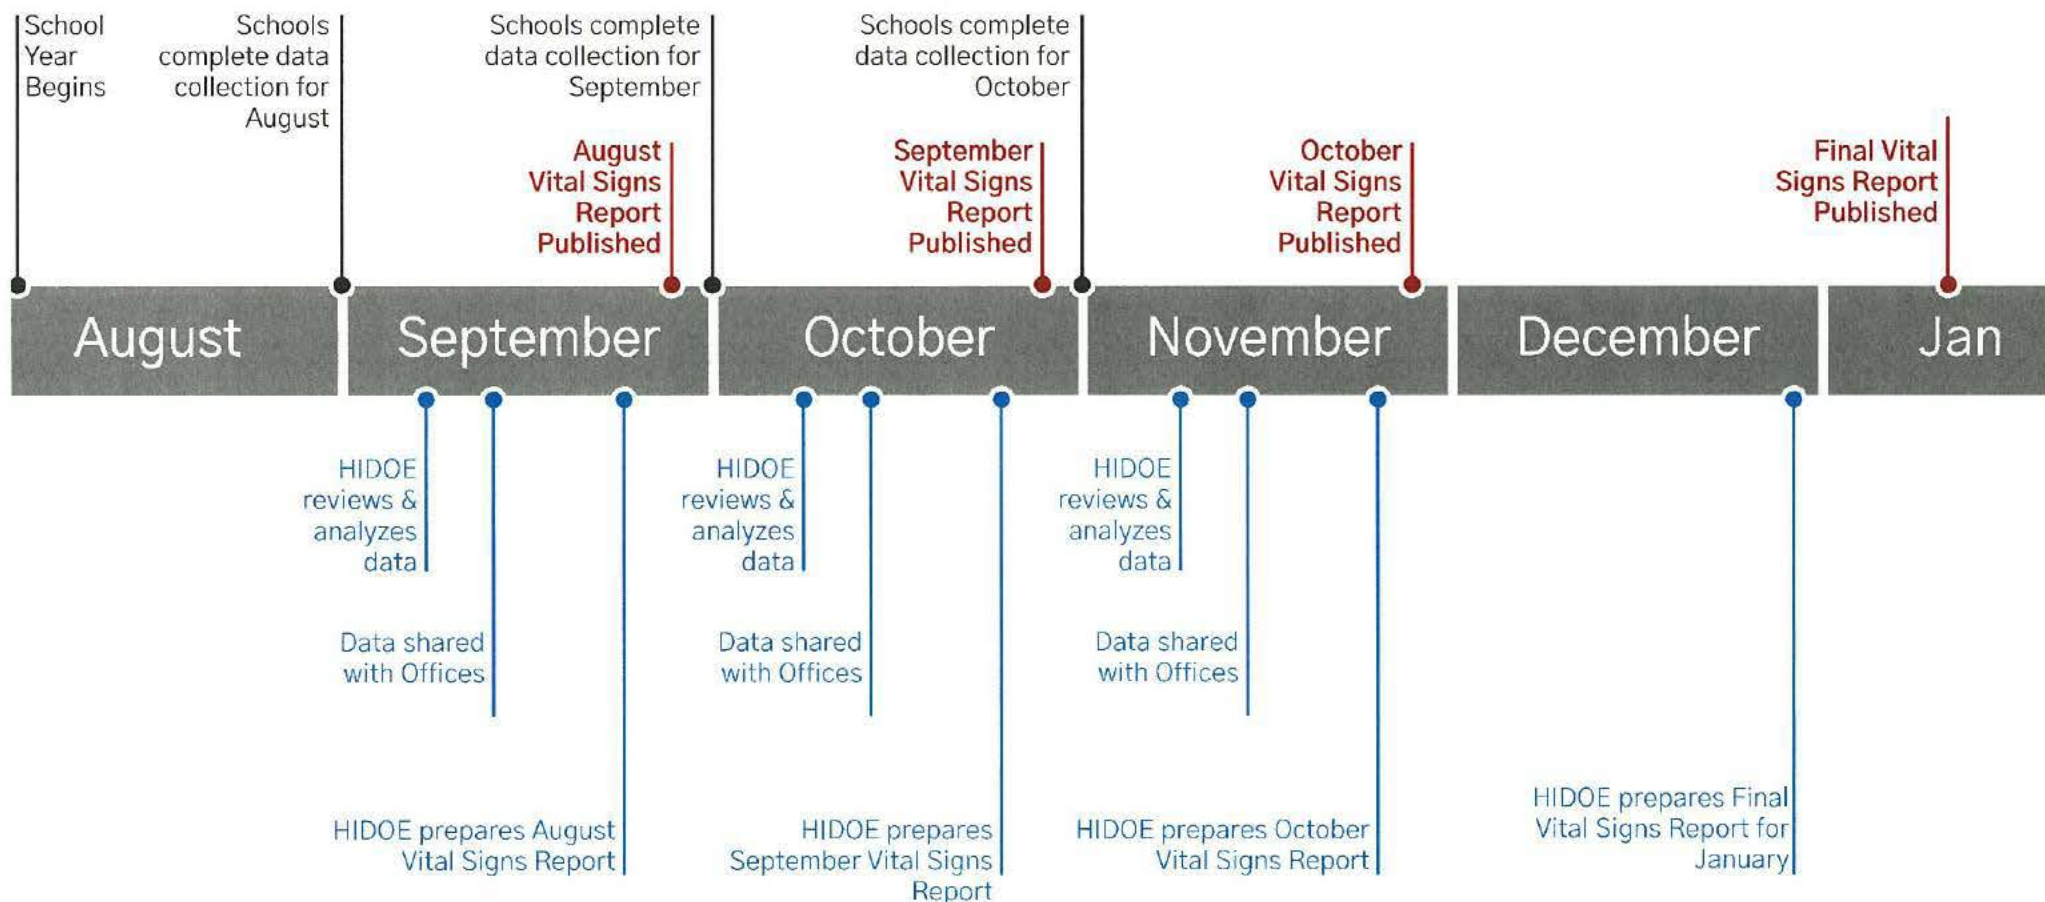 School
Year
Begins
Schools
complete data
collection for
August
Schools complete
data collection for
September
Schools complete
data collection for
October
August
Vital Signs
Report
Published
September
Vital Signs
Report
Published
October
Vital Signs
Report
Published
Final Vital
Signs Report
Published
August
September
October
November
December
Jan
HIDOE
reviews &
analyzes
data
HIDOE
reviews &
analyzes
data
HIDOE
reviews &
analyzes
data
Data shared
with Offices
Data shared
with Offices
Data shared
with Offices
HIDOE prepares August
Vital Signs Report
HIDOE prepares
September Vital Signs
Report
HIDOE prepares October
Vital Signs Report
HIDOE prepares Final
Vital Signs Report for
January